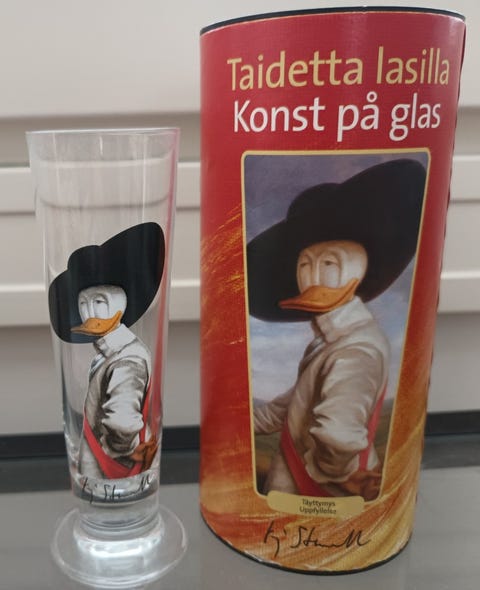 Taidetta lasilla
Konst på glas
Täyttymys
Uppfyllelse